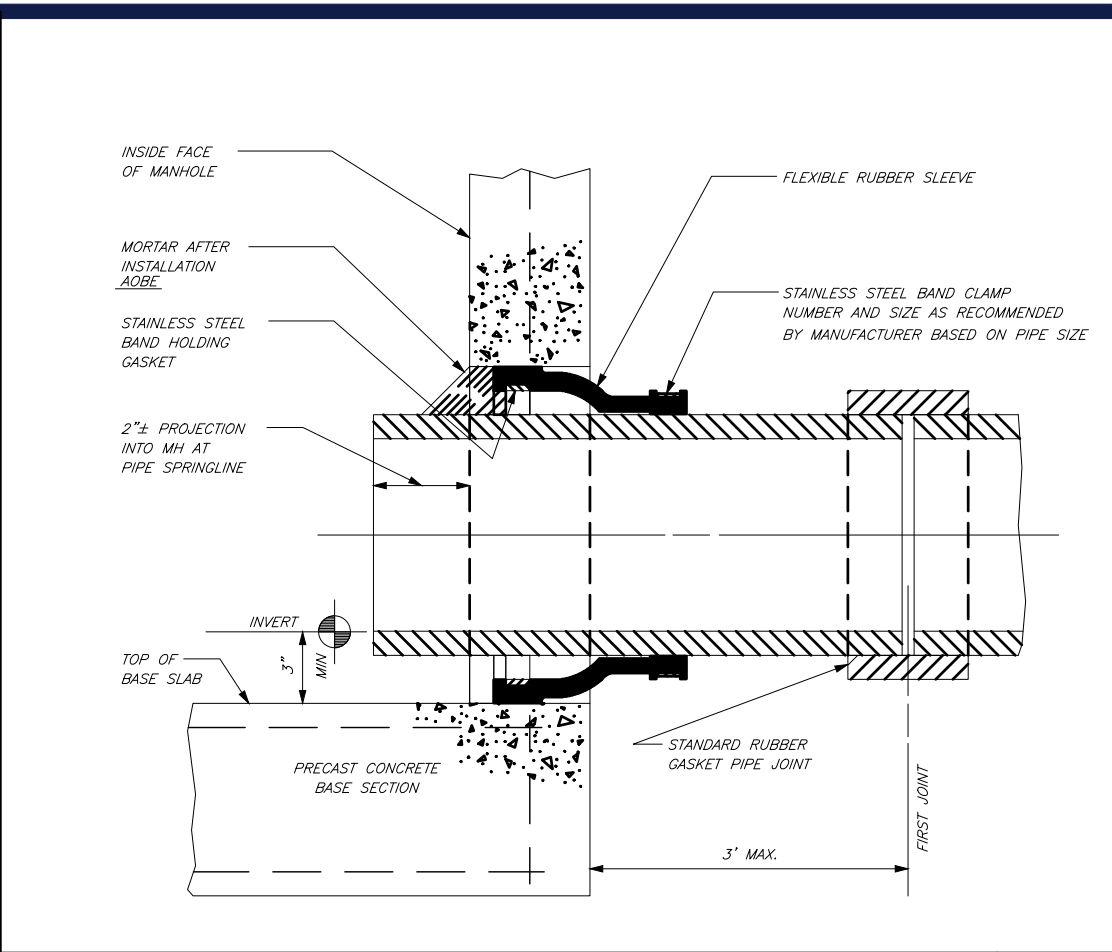 INSIDE FACE
OF MANHOLE
MORTAR AFTER
INSTALLATION
AOBE
STAINLESS STEEL
BAND HOLDING
GASKET
2"± PROJECTION
INTO MH AT
PIPE SPRINGLINE
INVERT
3"
MIN
TOP OF
BASE SLAB
PRECAST CONCRETE
BASE SECTION
FLEXIBLE RUBBER SLEEVE
STAINLESS STEEL BAND CLAMP
NUMBER AND SIZE AS RECOMMENDED
BY MANUFACTURER BASED ON PIPE SIZE
STANDARD RUBBER
GASKET PIPE JOINT
FIRST JOINT
3' MAX.